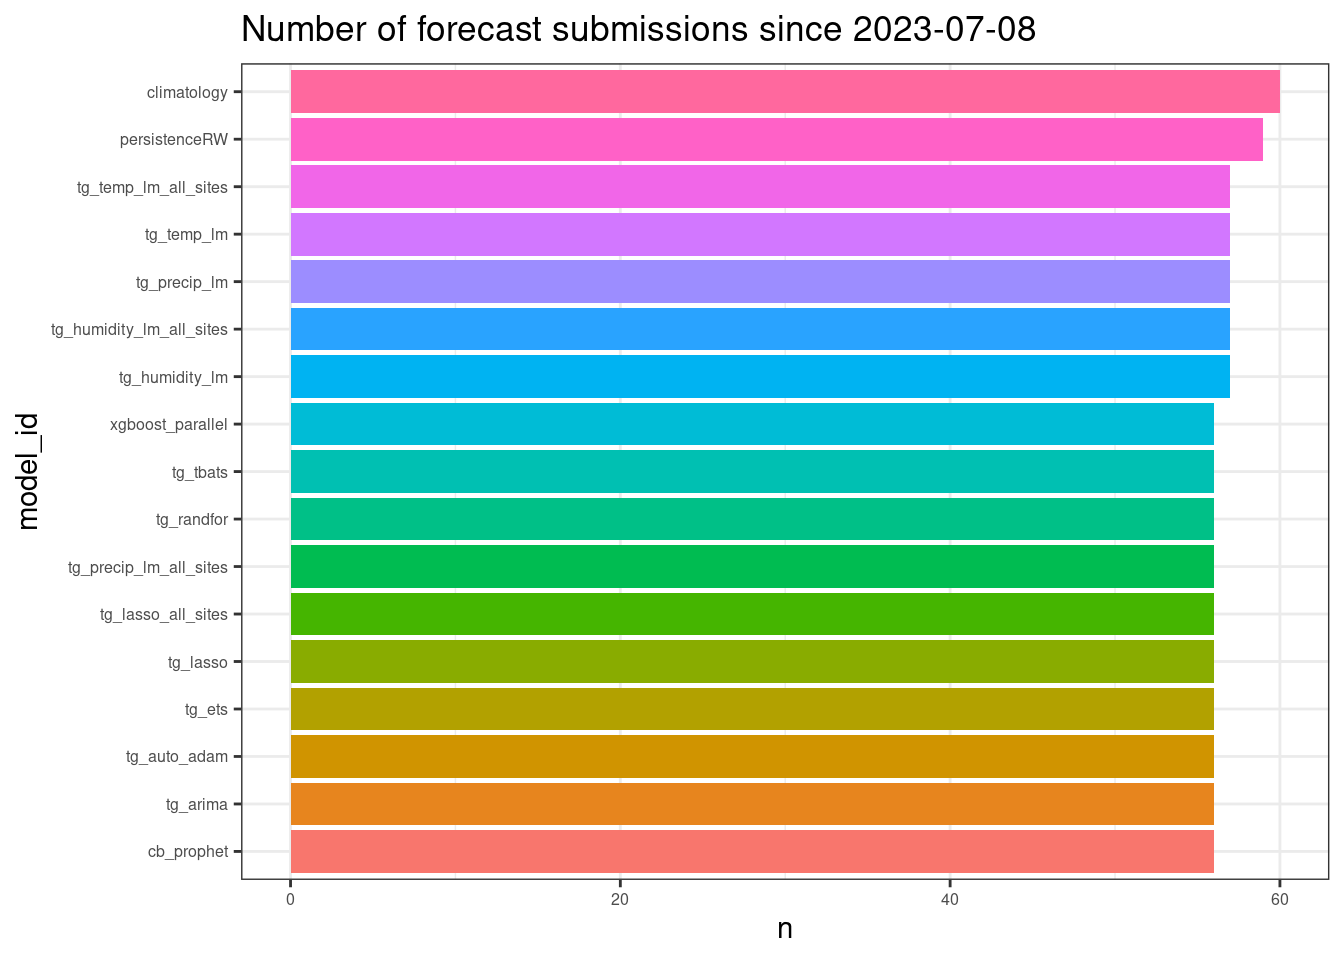 Number of forecast submissions since 2023-07-08
climatology
persistenceRW
tg_temp_lm_all_sites
tg_temp_lm
tg_precip_lm
tg_humidity_lm_all_sites
tg_humidity_lm
xgboost_parallel
tg_tbats
tg_randfor
tg_precip_lm_all_sites
tg_lasso_all_sites
tg_lasso
tg_ets
tg_auto_adam
tg_arima
cb_prophet
model_id
0 20 40 60
n